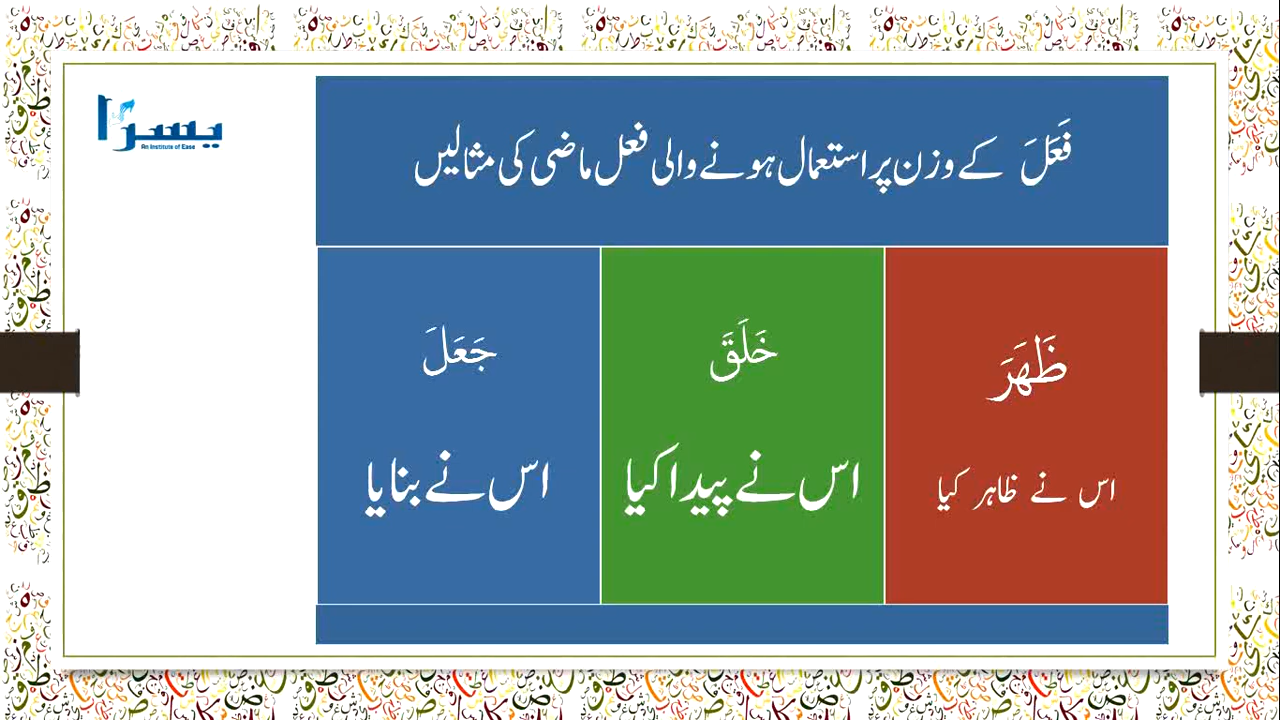 یسرًا
An Institute of Ease
فَعَلَ کے وزن پر استعمال ہونے والی فعل ماضی کی مثالیں
ظَهَرَ
اس نے ظاہر کیا
خَلَقَ
اس نے پیدا کیا
جَعَلَ
اس نے بنایا